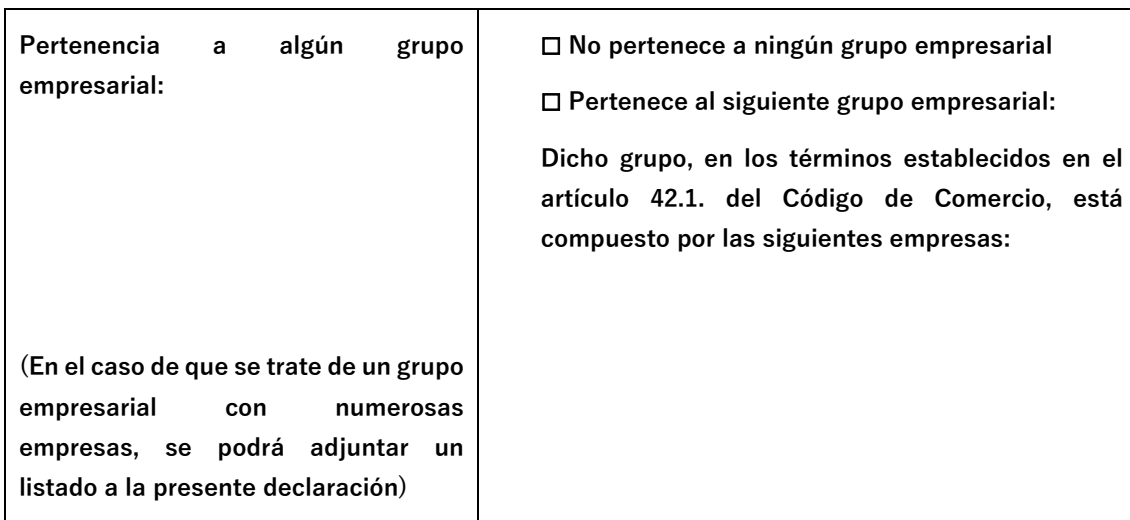 Pertenencia a algún grupo
empresarial:
(En el caso de que se trate de un grupo
empresarial con numerosas
empresas, se podrá adjuntar un
listado a la presente declaración)
☐ No pertenece a ningún grupo empresarial
☐ Pertenece al siguiente grupo empresarial:
Dicho grupo, en los términos establecidos en el
artículo 42.1. del Código de Comercio, está
compuesto por las siguientes empresas: